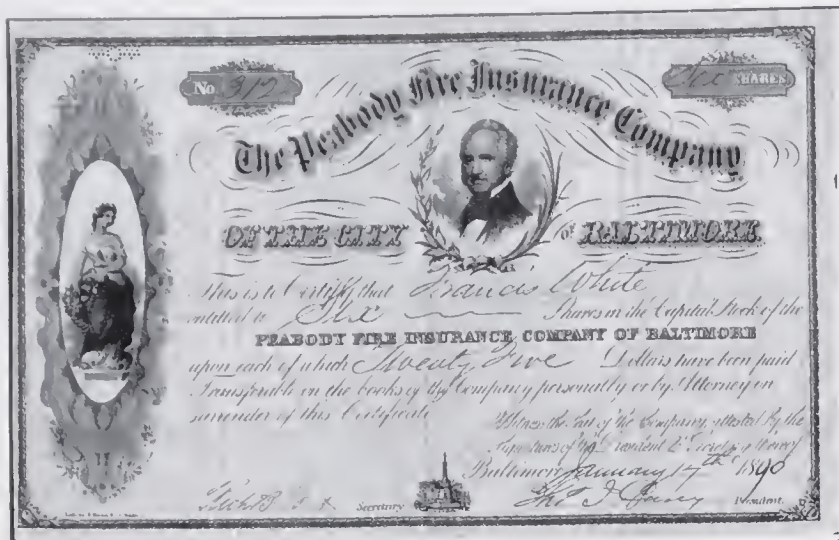 No 312
Six SHARES
The Peabody Fire Insurance Company
OF THE CITY OF BALTIMORE
This is to Certify that Francis White
entitled to Six Shares in the Capital Stock of the
PEABODY FIRE INSURANCE COMPANY OF BALTIMORE
upon each of which Twenty Five Dollars have been paid
Transferable on the books of the Company personally or by Attorney on
surrender of this Certificate
Witness the Seal of the Company, attested by the
Signatures of the President & Secretary thereof
Baltimore January 17th 1890
Richd B Secretary Thos I Carey President